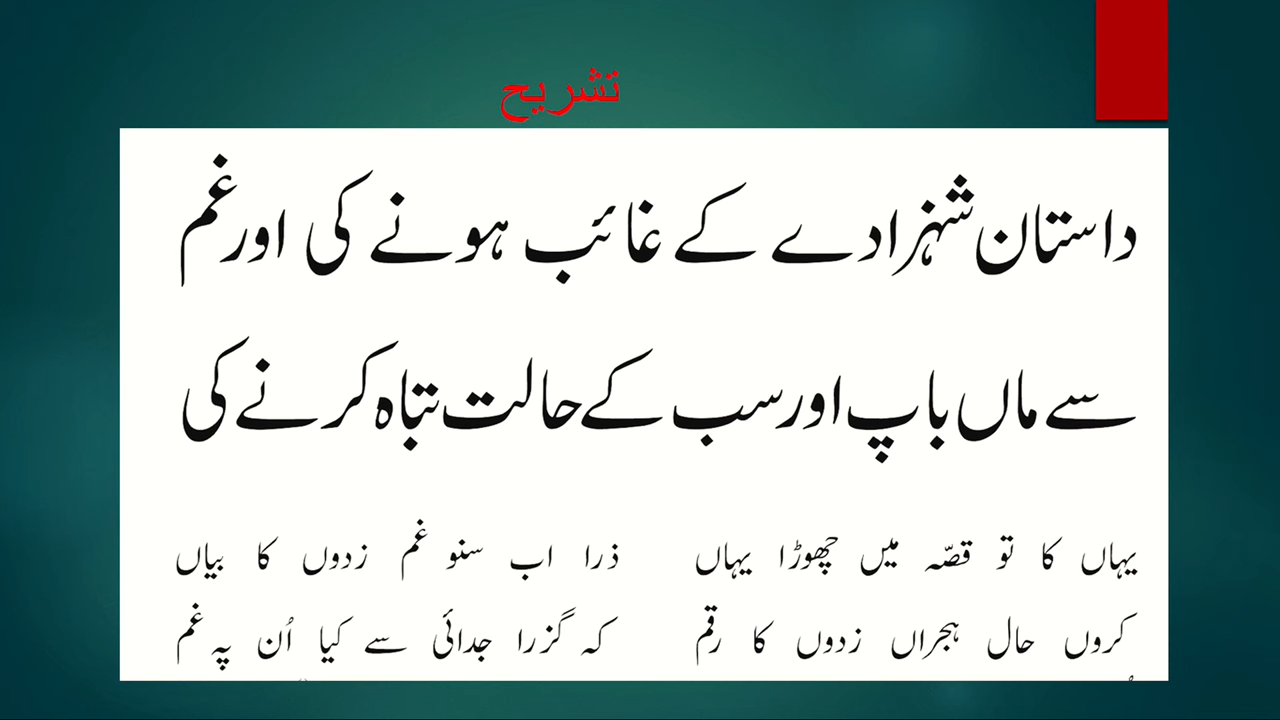 تشریح
داستان شہزادے کے غائب ہونے کی اور غم
سے ماں باپ اور سب کے حالت تباہ کرنے کی
یہاں کا تو قصّہ میں چھوڑا یہاں ذرا اب سنو غم زدوں کا بیاں
کروں حال ہجراں زدوں کا رقم کہ گزرا جدائی سے کیا اُن پہ غم